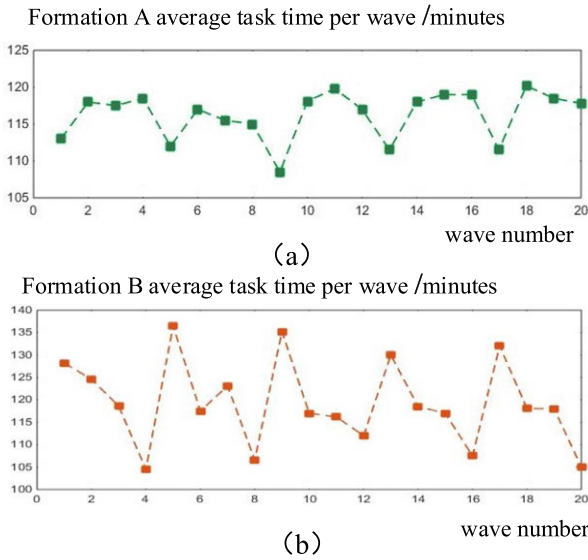 Formation A average task time per wave /minutes
125
120
115
110
105
0 2 4 6 8 10 12 14 16 18 20
wave number
（a）
Formation B average task time per wave /minutes
140
135
130
125
120
115
110
105
100
0 2 4 6 8 10 12 14 16 18 20
wave number
（b）